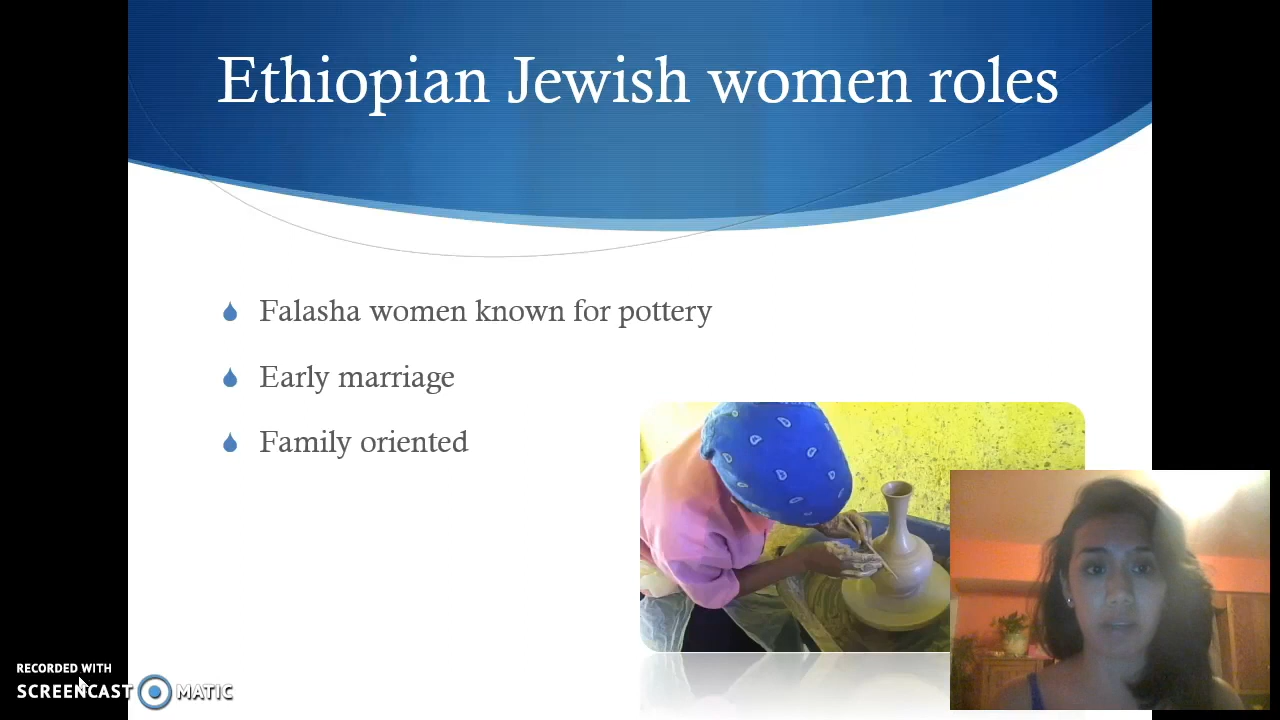 Ethiopian Jewish women roles
Falasha women known for pottery
Early marriage
Family oriented
RECORDED WITH
SCREENCAST MATIC